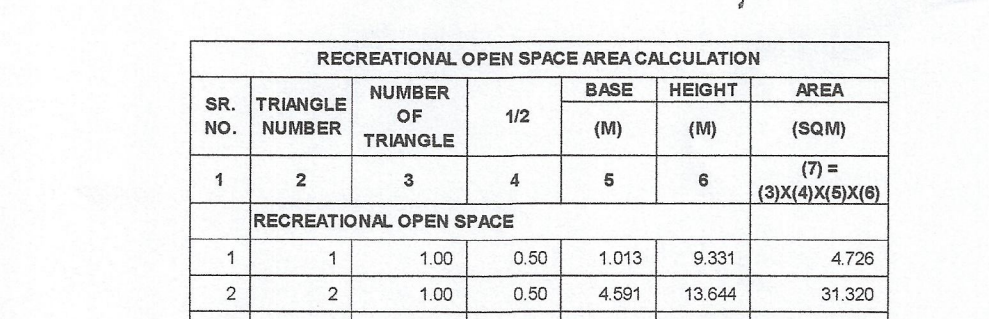 RECREATIONAL OPEN SPACE AREA CALCULATION
SR. NO. TRIANGLE NUMBER NUMBER OF TRIANGLE 1/2 BASE HEIGHT AREA
(M) (M) (SQM)
1 2 3 4 5 6 (7) = (3)X(4)X(5)X(6)
RECREATIONAL OPEN SPACE
1 1 1.00 0.50 1.013 9.331 4.726
2 2 1.00 0.50 4.591 13.644 31.320